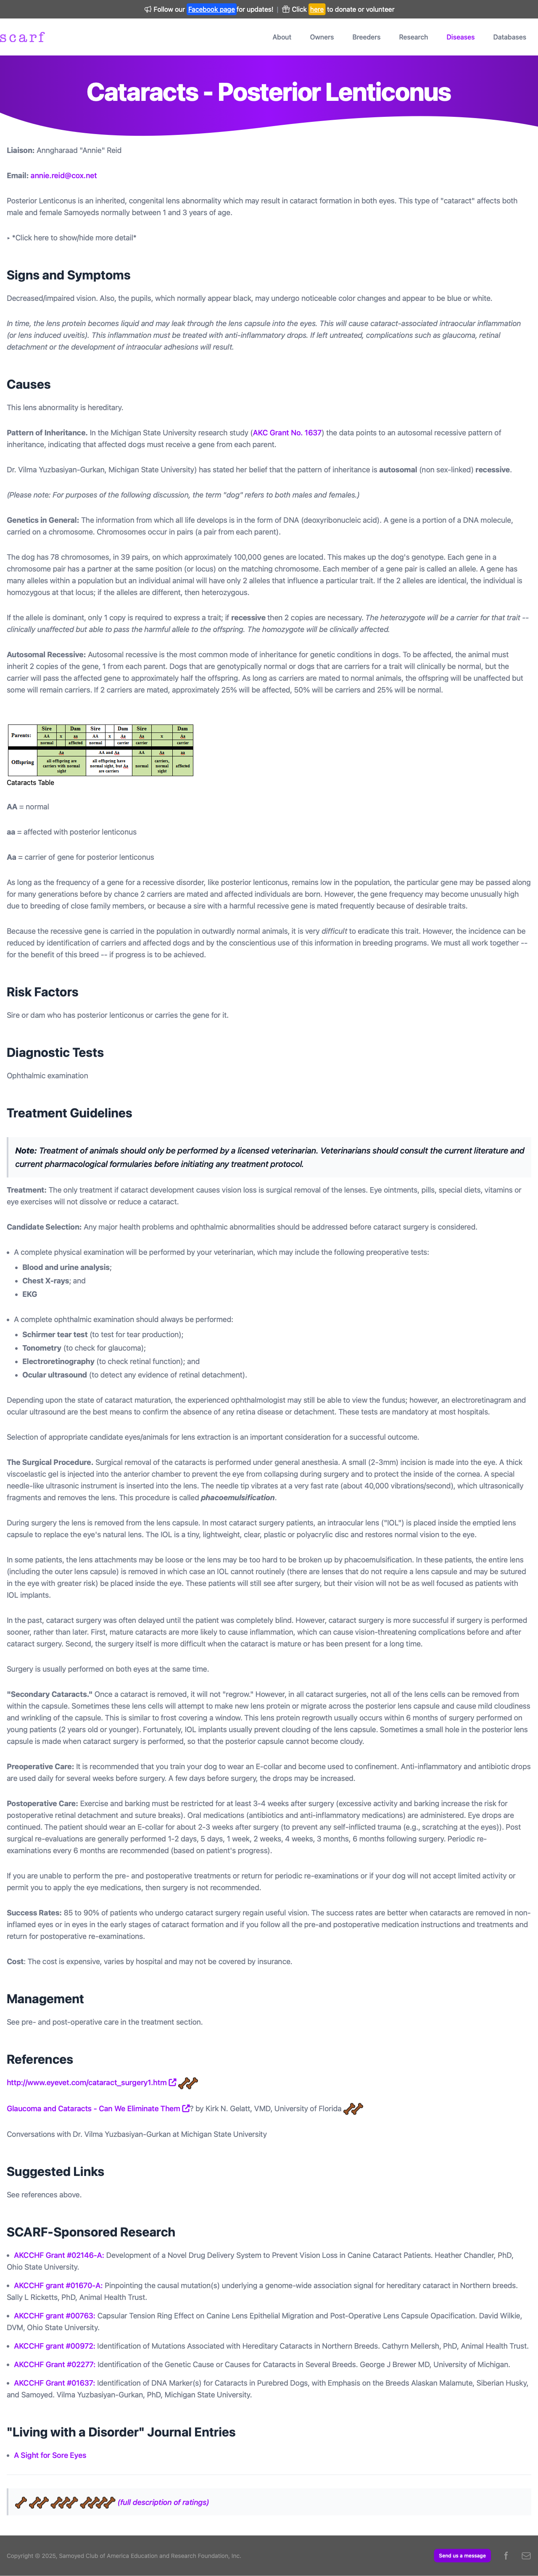 Follow our Facebook page for updates! | Click here to donate or volunteer
scarf
About Owners Breeders Research Diseases Databases
Cataracts - Posterior Lenticonus
Liaison: Anngharaad "Annie" Reid
Email: annie.reid@cox.net
Posterior Lenticonus is an inherited, congenital lens abnormality which may result in cataract formation in both eyes. This type of "cataract" affects both
male and female Samoyeds normally between 1 and 3 years of age.
‣ *Click here to show/hide more detail*
Signs and Symptoms
Decreased/impaired vision. Also, the pupils, which normally appear black, may undergo noticeable color changes and appear to be blue or white.
In time, the lens protein becomes liquid and may leak through the lens capsule into the eyes. This will cause cataract-associated intraocular inflammation
(or lens induced uveitis). This inflammation must be treated with anti-inflammatory drops. If left untreated, complications such as glaucoma, retinal
detachment or the development of intraocular adhesions will result.
Causes
This lens abnormality is hereditary.
Pattern of Inheritance. In the Michigan State University research study (AKC Grant No. 1637) the data points to an autosomal recessive pattern of
inheritance, indicating that affected dogs must receive a gene from each parent.
Dr. Vilma Yuzbasiyan-Gurkan, Michigan State University) has stated her belief that the pattern of inheritance is autosomal (non sex-linked) recessive.
(Please note: For purposes of the following discussion, the term "dog" refers to both males and females.)
Genetics in General: The information from which all life develops is in the form of DNA (deoxyribonucleic acid). A gene is a portion of a DNA molecule,
carried on a chromosome. Chromosomes occur in pairs (a pair from each parent).
The dog has 78 chromosomes, in 39 pairs, on which approximately 100,000 genes are located. This makes up the dog's genotype. Each gene in a
chromosome pair has a partner at the same position (or locus) on the matching chromosome. Each member of a gene pair is called an allele. A gene has
many alleles within a population but an individual animal will have only 2 alleles that influence a particular trait. If the 2 alleles are identical, the individual is
homozygous at that locus; if the alleles are different, then heterozygous.
If the allele is dominant, only 1 copy is required to express a trait; if recessive then 2 copies are necessary. The heterozygote will be a carrier for that trait --
clinically unaffected but able to pass the harmful allele to the offspring. The homozygote will be clinically affected.
Autosomal Recessive: Autosomal recessive is the most common mode of inheritance for genetic conditions in dogs. To be affected, the animal must
inherit 2 copies of the gene, 1 from each parent. Dogs that are genotypically normal or dogs that are carriers for a trait will clinically be normal, but the
carrier will pass the affected gene to approximately half the offspring. As long as carriers are mated to normal animals, the offspring will be unaffected but
some will remain carriers. If 2 carriers are mated, approximately 25% will be affected, 50% will be carriers and 25% will be normal.
Sire Dam Sire Dam Sire Dam
Parents: AA x aa AA x Aa Aa x Aa
normal affected normal carrier carrier carrier
Aa AA and Aa AA Aa aa
Offspring all offspring are carriers with normal sight all offspring have normal sight, but Aa are carriers normal carriers, normal sight affected
Cataracts Table
AA = normal
aa = affected with posterior lenticonus
Aa = carrier of gene for posterior lenticonus
As long as the frequency of a gene for a recessive disorder, like posterior lenticonus, remains low in the population, the particular gene may be passed along
for many generations before by chance 2 carriers are mated and affected individuals are born. However, the gene frequency may become unusually high
due to breeding of close family members, or because a sire with a harmful recessive gene is mated frequently because of desirable traits.
Because the recessive gene is carried in the population in outwardly normal animals, it is very difficult to eradicate this trait. However, the incidence can be
reduced by identification of carriers and affected dogs and by the conscientious use of this information in breeding programs. We must all work together --
for the benefit of this breed -- if progress is to be achieved.
Risk Factors
Sire or dam who has posterior lenticonus or carries the gene for it.
Diagnostic Tests
Ophthalmic examination
Treatment Guidelines
Note: Treatment of animals should only be performed by a licensed veterinarian. Veterinarians should consult the current literature and
current pharmacological formularies before initiating any treatment protocol.
Treatment: The only treatment if cataract development causes vision loss is surgical removal of the lenses. Eye ointments, pills, special diets, vitamins or
eye exercises will not dissolve or reduce a cataract.
Candidate Selection: Any major health problems and ophthalmic abnormalities should be addressed before cataract surgery is considered.
• A complete physical examination will be performed by your veterinarian, which may include the following preoperative tests:
• Blood and urine analysis;
• Chest X-rays; and
• EKG
• A complete ophthalmic examination should always be performed:
• Schirmer tear test (to test for tear production);
• Tonometry (to check for glaucoma);
• Electroretinography (to check retinal function); and
• Ocular ultrasound (to detect any evidence of retinal detachment).
Depending upon the state of cataract maturation, the experienced ophthalmologist may still be able to view the fundus; however, an electroretinagram and
ocular ultrasound are the best means to confirm the absence of any retina disease or detachment. These tests are mandatory at most hospitals.
Selection of appropriate candidate eyes/animals for lens extraction is an important consideration for a successful outcome.
The Surgical Procedure. Surgical removal of the cataracts is performed under general anesthesia. A small (2-3mm) incision is made into the eye. A thick
viscoelastic gel is injected into the anterior chamber to prevent the eye from collapsing during surgery and to protect the inside of the cornea. A special
needle-like ultrasonic instrument is inserted into the lens. The needle tip vibrates at a very fast rate (about 40,000 vibrations/second), which ultrasonically
fragments and removes the lens. This procedure is called phacoemulsification.
During surgery the lens is removed from the lens capsule. In most cataract surgery patients, an intraocular lens ("IOL") is placed inside the emptied lens
capsule to replace the eye's natural lens. The IOL is a tiny, lightweight, clear, plastic or polyacrylic disc and restores normal vision to the eye.
In some patients, the lens attachments may be loose or the lens may be too hard to be broken up by phacoemulsification. In these patients, the entire lens
(including the outer lens capsule) is removed in which case an IOL cannot routinely (there are lenses that do not require a lens capsule and may be sutured
in the eye with greater risk) be placed inside the eye. These patients will still see after surgery, but their vision will not be as well focused as patients with
IOL implants.
In the past, cataract surgery was often delayed until the patient was completely blind. However, cataract surgery is more successful if surgery is performed
sooner, rather than later. First, mature cataracts are more likely to cause inflammation, which can cause vision-threatening complications before and after
cataract surgery. Second, the surgery itself is more difficult when the cataract is mature or has been present for a long time.
Surgery is usually performed on both eyes at the same time.
"Secondary Cataracts." Once a cataract is removed, it will not "regrow." However, in all cataract surgeries, not all of the lens cells can be removed from
within the capsule. Sometimes these lens cells will attempt to make new lens protein or migrate across the posterior lens capsule and cause mild cloudiness
and wrinkling of the capsule. This is similar to frost covering a window. This lens protein regrowth usually occurs within 6 months of surgery performed on
young patients (2 years old or younger). Fortunately, IOL implants usually prevent clouding of the lens capsule. Sometimes a small hole in the posterior lens
capsule is made when cataract surgery is performed, so that the posterior capsule cannot become cloudy.
Preoperative Care: It is recommended that you train your dog to wear an E-collar and become used to confinement. Anti-inflammatory and antibiotic drops
are used daily for several weeks before surgery. A few days before surgery, the drops may be increased.
Postoperative Care: Exercise and barking must be restricted for at least 3-4 weeks after surgery (excessive activity and barking increase the risk for
postoperative retinal detachment and suture breaks). Oral medications (antibiotics and anti-inflammatory medications) are administered. Eye drops are
continued. The patient should wear an E-collar for about 2-3 weeks after surgery (to prevent any self-inflicted trauma (e.g., scratching at the eyes)). Post
surgical re-evaluations are generally performed 1-2 days, 5 days, 1 week, 2 weeks, 4 weeks, 3 months, 6 months following surgery. Periodic re-
examinations every 6 months are recommended (based on patient's progress).
If you are unable to perform the pre- and postoperative treatments or return for periodic re-examinations or if your dog will not accept limited activity or
permit you to apply the eye medications, then surgery is not recommended.
Success Rates: 85 to 90% of patients who undergo cataract surgery regain useful vision. The success rates are better when cataracts are removed in non-
inflamed eyes or in eyes in the early stages of cataract formation and if you follow all the pre-and postoperative medication instructions and treatments and
return for postoperative re-examinations.
Cost: The cost is expensive, varies by hospital and may not be covered by insurance.
Management
See pre- and post-operative care in the treatment section.
References
http://www.eyevet.com/cataract_surgery1.htm
Glaucoma and Cataracts - Can We Eliminate Them ? by Kirk N. Gelatt, VMD, University of Florida
Conversations with Dr. Vilma Yuzbasiyan-Gurkan at Michigan State University
Suggested Links
See references above.
SCARF-Sponsored Research
• AKCCHF Grant #02146-A: Development of a Novel Drug Delivery System to Prevent Vision Loss in Canine Cataract Patients. Heather Chandler, PhD,
Ohio State University.
• AKCCHF grant #01670-A: Pinpointing the causal mutation(s) underlying a genome-wide association signal for hereditary cataract in Northern breeds.
Sally L Ricketts, PhD, Animal Health Trust.
• AKCCHF grant #00763: Capsular Tension Ring Effect on Canine Lens Epithelial Migration and Post-Operative Lens Capsule Opacification. David Wilkie,
DVM, Ohio State University.
• AKCCHF grant #00972: Identification of Mutations Associated with Hereditary Cataracts in Northern Breeds. Cathyrn Mellersh, PhD, Animal Health Trust.
• AKCCHF Grant #02277: Identification of the Genetic Cause or Causes for Cataracts in Several Breeds. George J Brewer MD, University of Michigan.
• AKCCHF Grant #01637: Identification of DNA Marker(s) for Cataracts in Purebred Dogs, with Emphasis on the Breeds Alaskan Malamute, Siberian Husky,
and Samoyed. Vilma Yuzbasiyan-Gurkan, PhD, Michigan State University.
"Living with a Disorder" Journal Entries
• A Sight for Sore Eyes
(full description of ratings)
Copyright © 2025, Samoyed Club of America Education and Research Foundation, Inc.
Send us a message